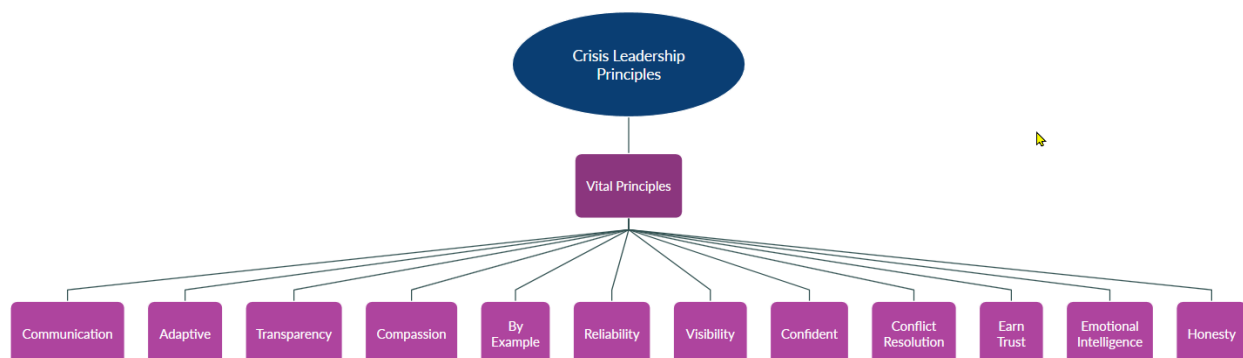 Crisis Leadership
Principles
Vital Principles
Communication
Adaptive
Transparency
Compassion
By
Example
Reliability
Visibility
Confident
Conflict
Resolution
Earn
Trust
Emotional
Intelligence
Honesty